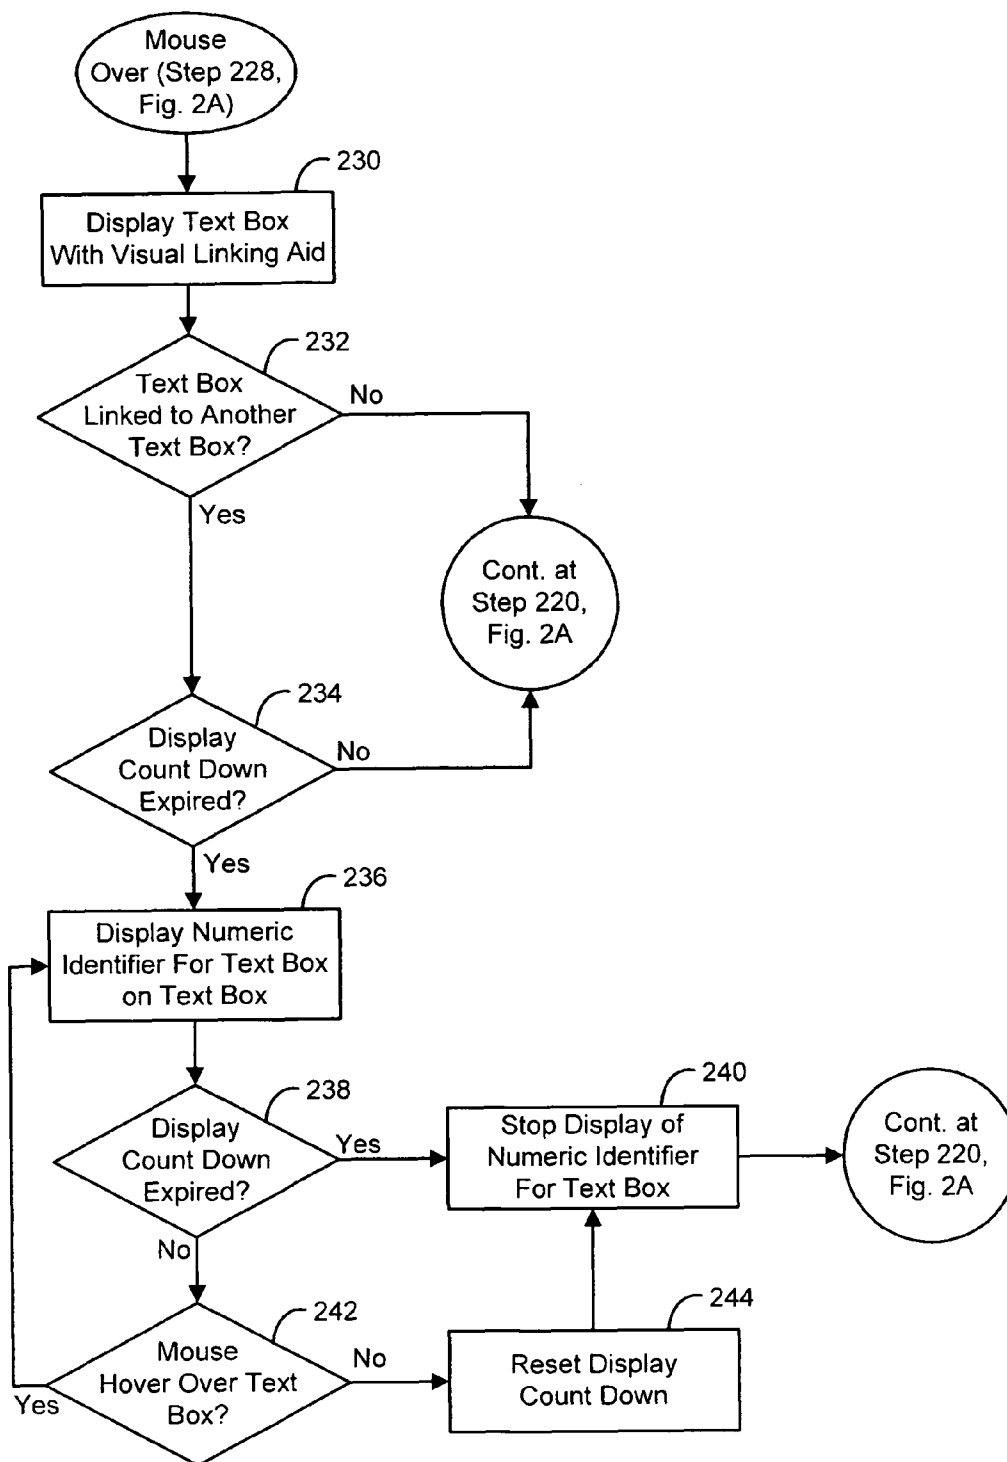 Mouse
Over (Step 228,
Fig. 2A)
230
Display Text Box
With Visual Linking Aid
232
Text Box
Linked to Another
Text Box?
No
Yes
Cont. at
Step 220,
Fig. 2A
234
Display
Count Down
Expired?
No
Yes
236
Display Numeric
Identifier For Text Box
on Text Box
238
Display
Count Down
Expired?
Yes
No
240
Stop Display of
Numeric Identifier
For Text Box
Cont. at
Step 220,
Fig. 2A
242
Mouse
Hover Over Text
Box?
Yes
No
244
Reset Display
Count Down